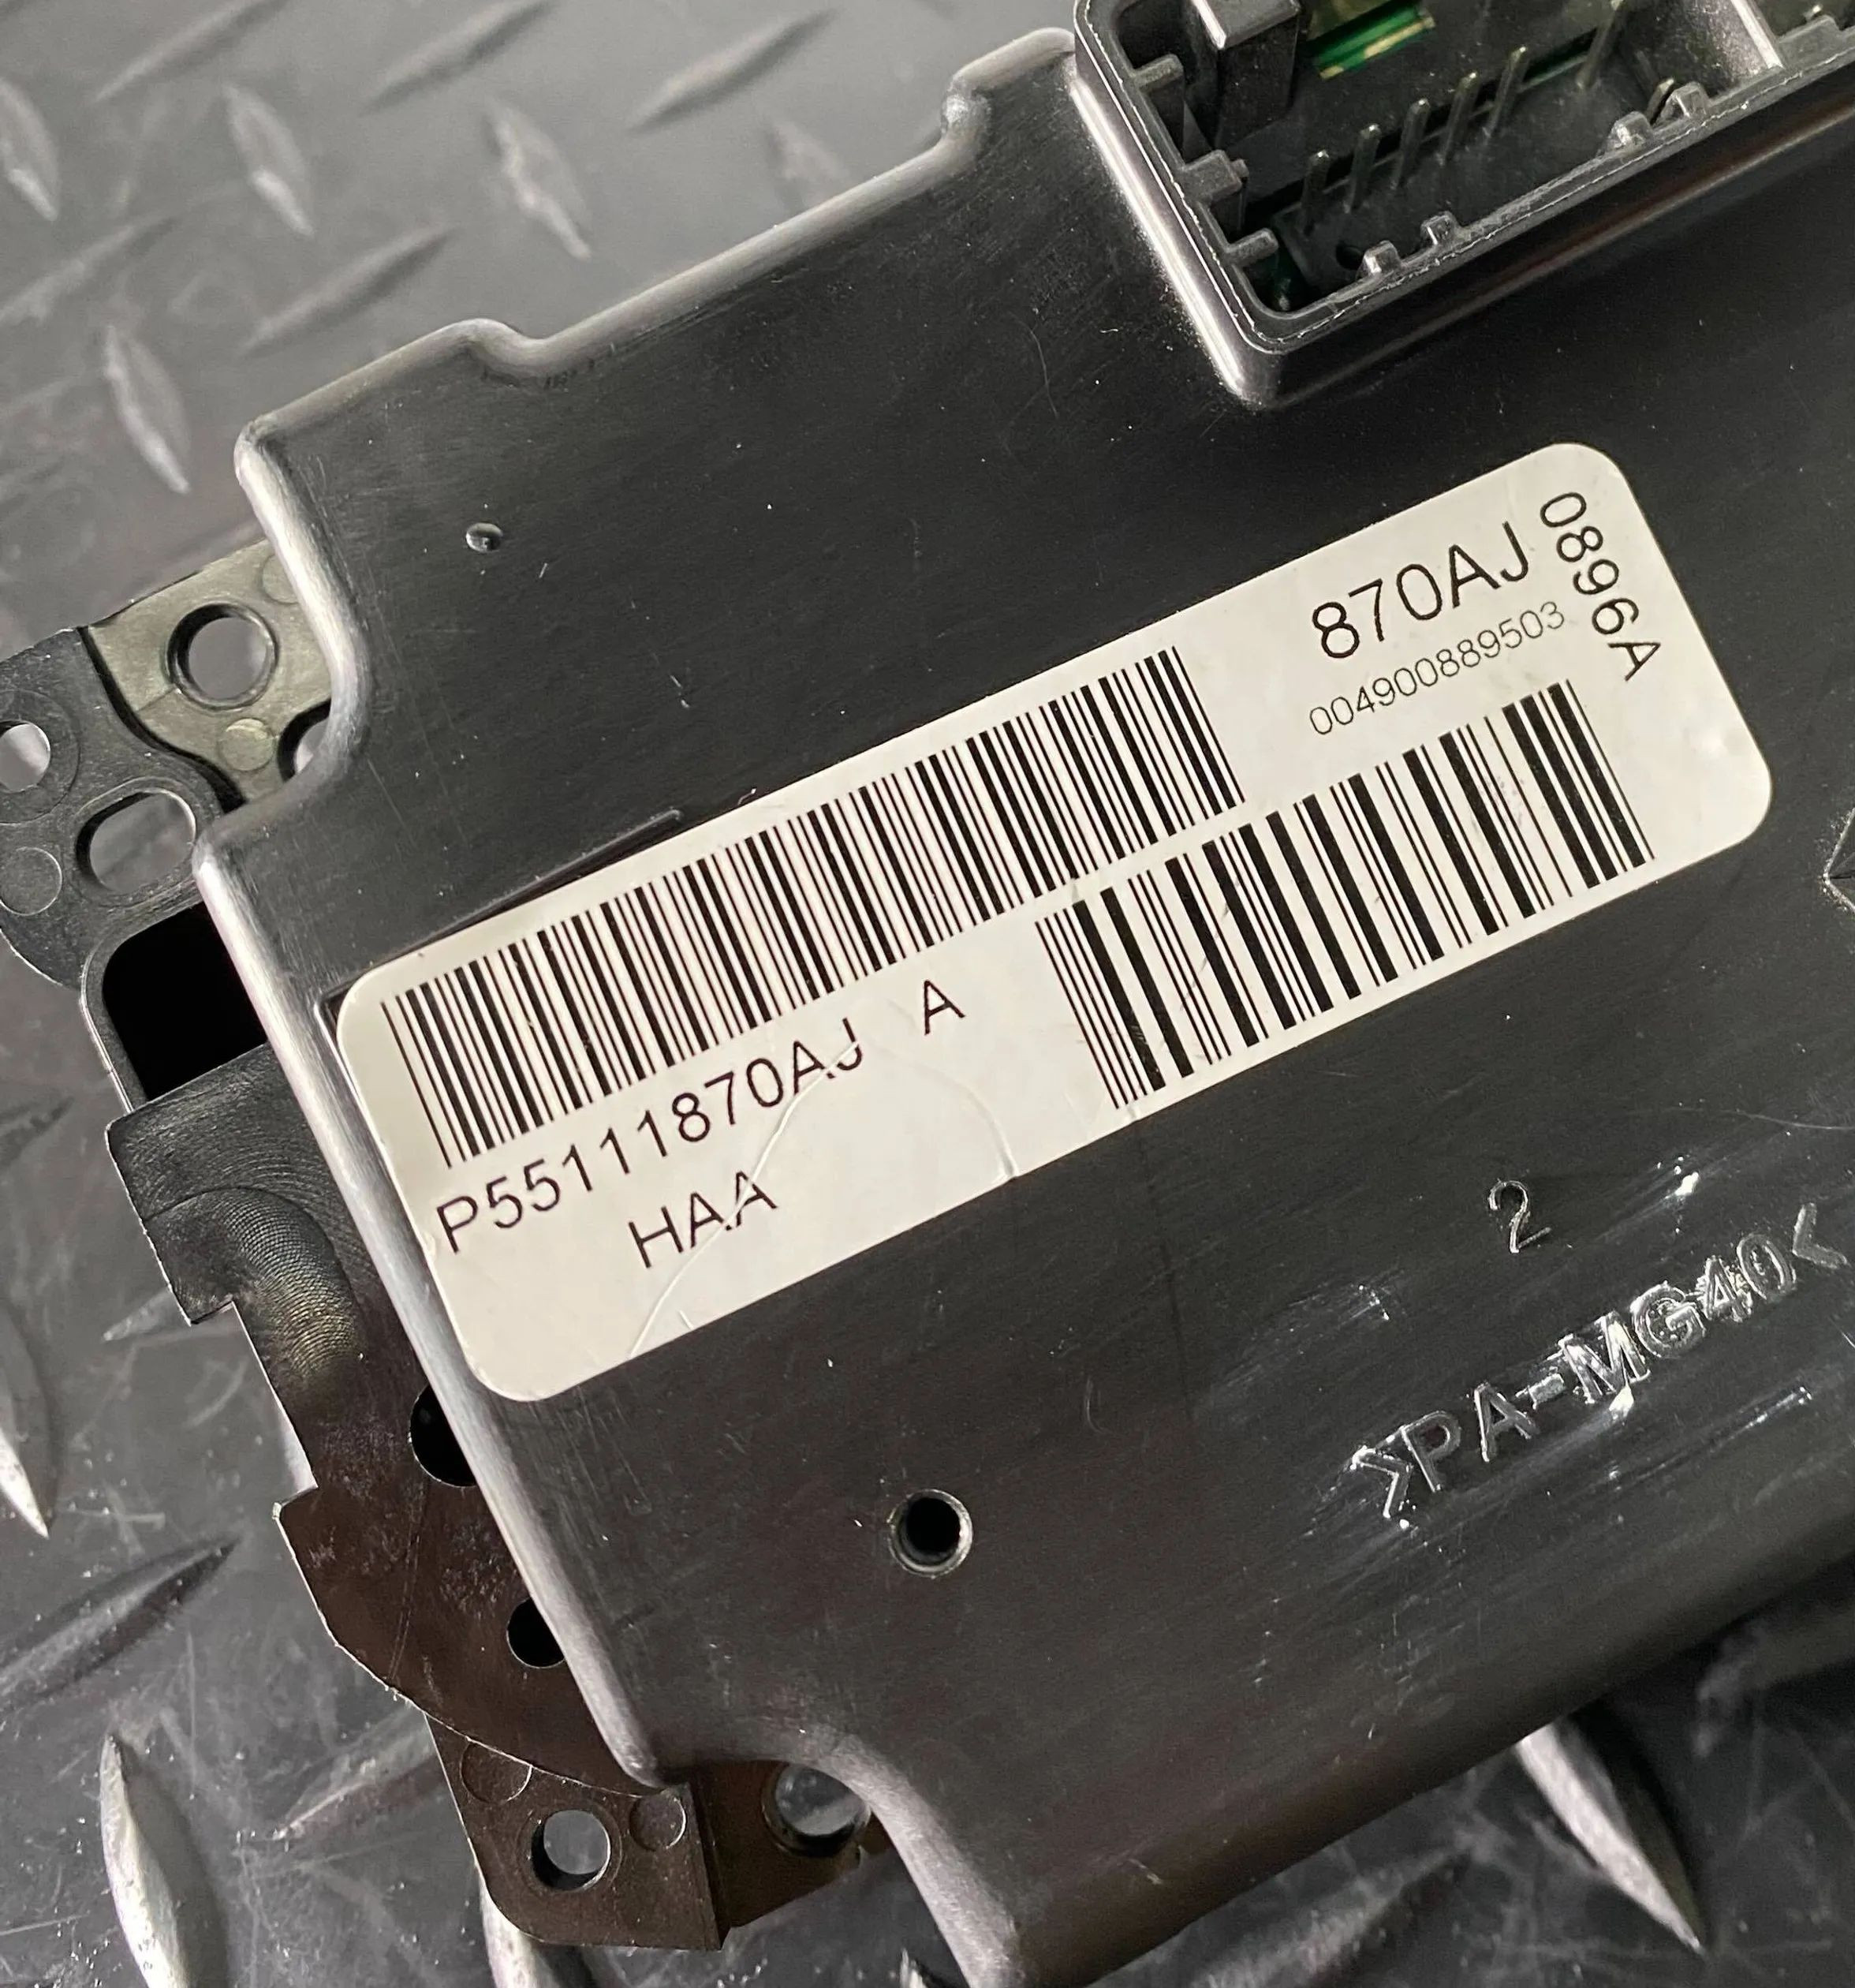 870AJ
004900889503
0896A
P55111870AJ A
HAA
2
>PA-MG40<